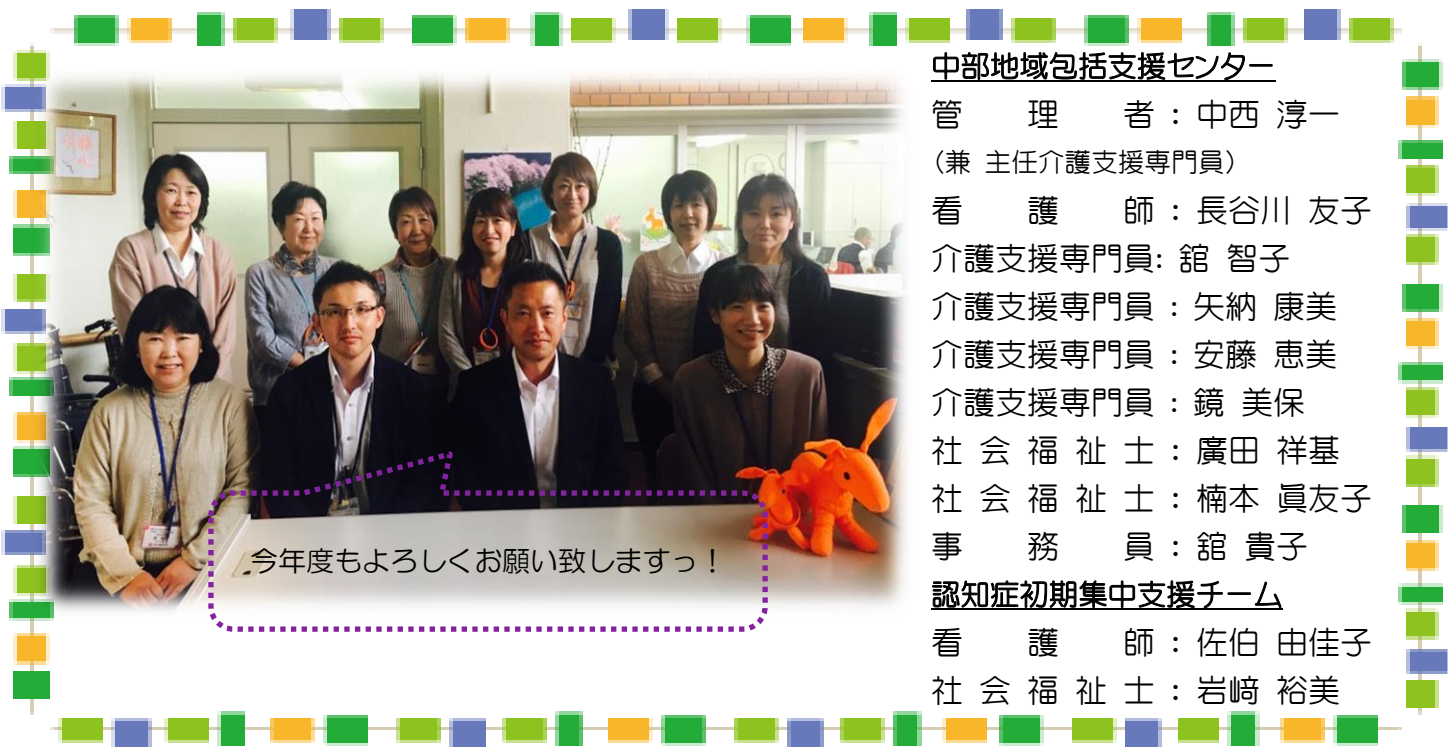 中部地域包括支援センター
管理者：中西 淳一
（兼 主任介護支援専門員）
看護師：長谷川 友子
介護支援専門員：舘 智子
介護支援専門員：矢納 康美
介護支援専門員：安藤 恵美
介護支援専門員：鏡 美保
社会福祉士：廣田 祥基
社会福祉士：楠本 眞友子
事務員：舘 貴子
認知症初期集中支援チーム
看護師：佐伯 由佳子
社会福祉士：岩﨑 裕美
今年度もよろしくお願い致しますっ！